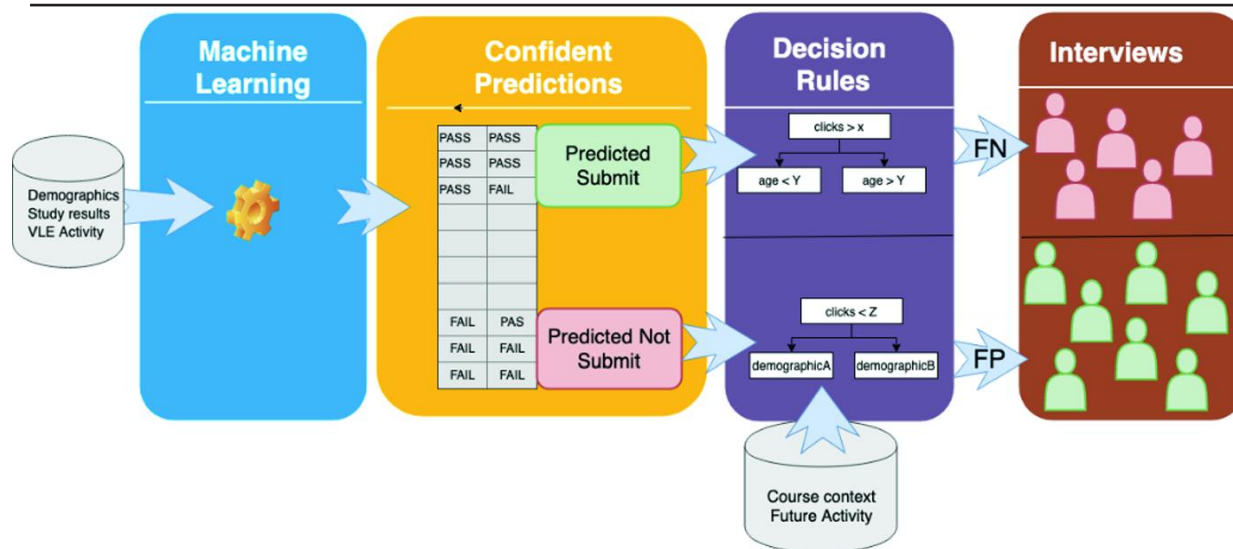 Machine
Learning
Confident
Predictions
Decision
Rules
Interviews
Demographics
Study results
VLE Activity
PASS PASS
PASS PASS
PASS FAIL
FAIL PAS
FAIL FAIL
FAIL FAIL
Predicted
Submit
Predicted Not
Submit
clicks > x
age < Y age > Y
clicks < Z
demographicA demographicB
FN
FP
Course context
Future Activity